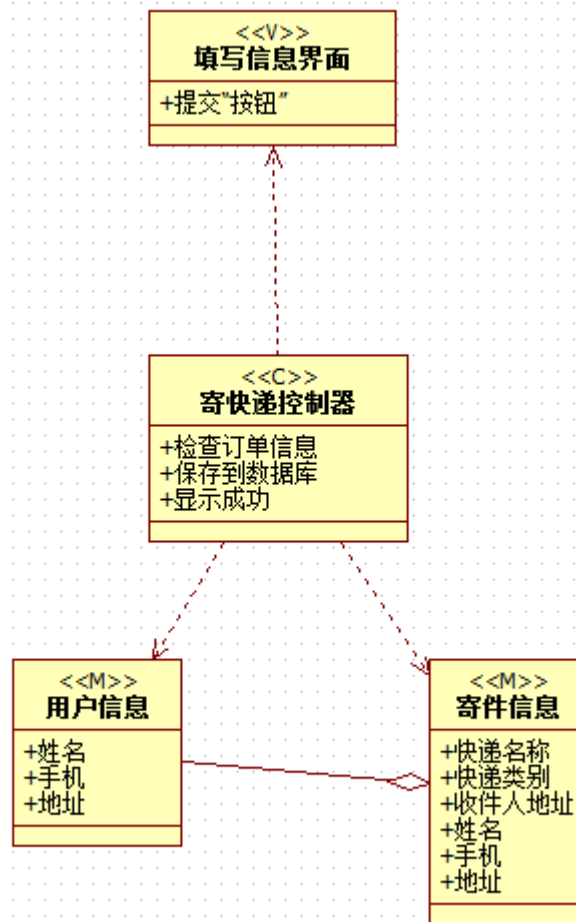 <<V>>
填写信息界面
+提交“按钮”
<<C>>
寄快递控制器
+检查订单信息
+保存到数据库
+显示成功
<<M>>
用户信息
+姓名
+手机
+地址
<<M>>
寄件信息
+快递名称
+快递类别
+收件人地址
+姓名
+手机
+地址